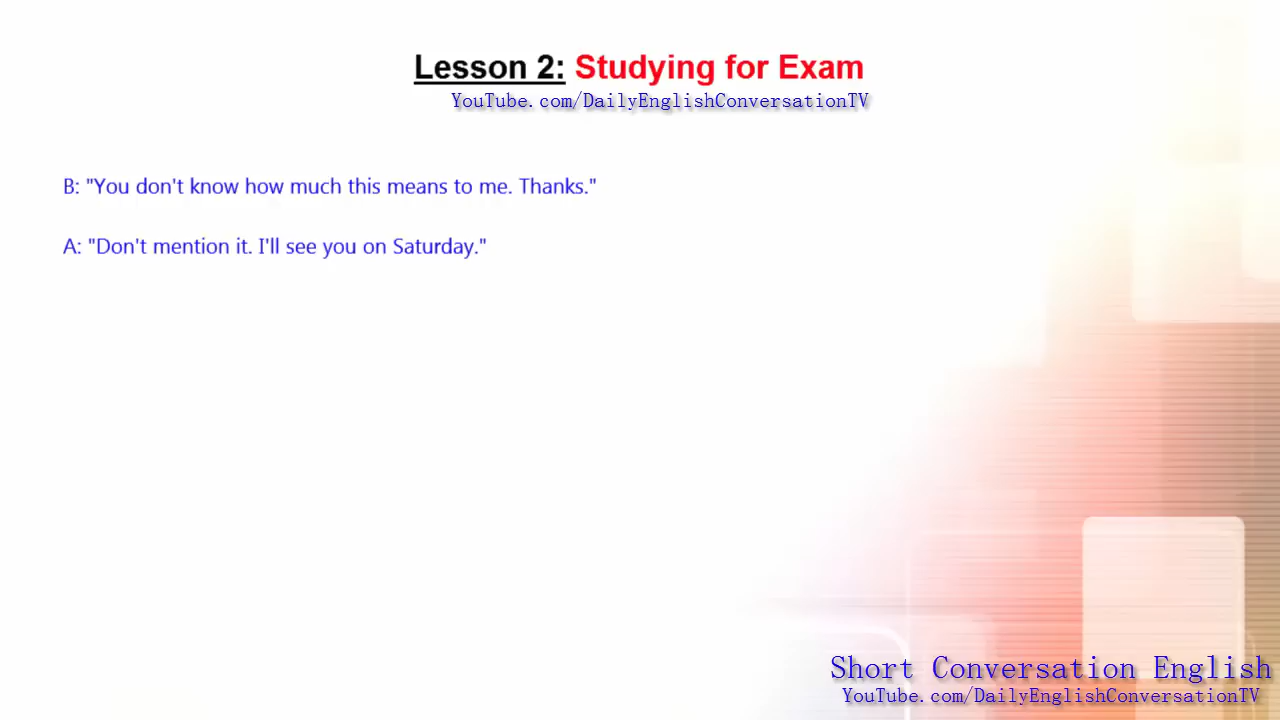 Lesson 2: Studying for Exam
YouTube.com/DailyEnglishConversationTV
B: "You don't know how much this means to me. Thanks."
A: "Don't mention it. I'll see you on Saturday."
Short Conversation English
YouTube.com/DailyEnglishConversationTV